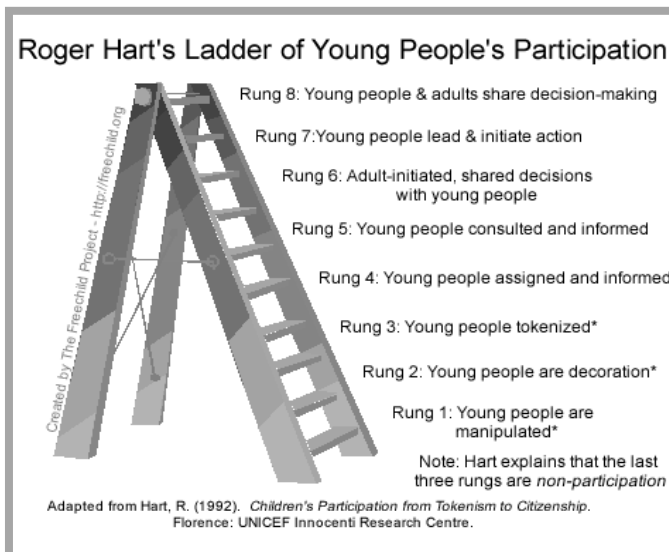 Roger Hart's Ladder of Young People's Participation
Rung 8: Young people & adults share decision-making
Rung 7:Young people lead & initiate action
Rung 6: Adult-initiated, shared decisions
with young people
Rung 5: Young people consulted and informed
Rung 4: Young people assigned and informed
Rung 3: Young people tokenized*
Rung 2: Young people are decoration*
Rung 1: Young people are
manipulated*
Note: Hart explains that the last
three rungs are non-participation
Created by The Freechild Project - http://freechild.org
Adapted from Hart, R. (1992). Children's Participation from Tokenism to Citizenship.
Florence: UNICEF Innocenti Research Centre.